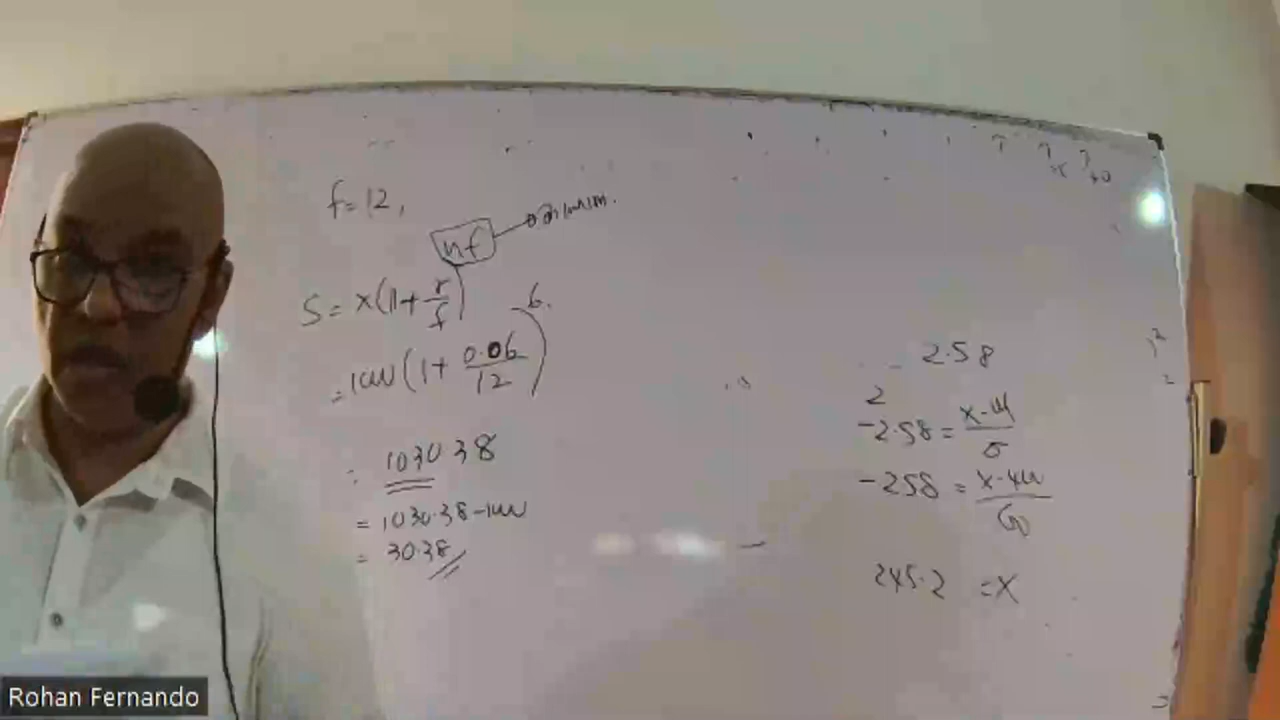 f=12,
nf
S = x(1+ r/f)
= 1000 (1+ 0.06/12)^6.
= 1030.38
= 1030.38-1000
= 30.38
2.58
z
-2.58 = x-μ/σ
-2.58 = x-400/60
245.2 = x
Rohan Fernando